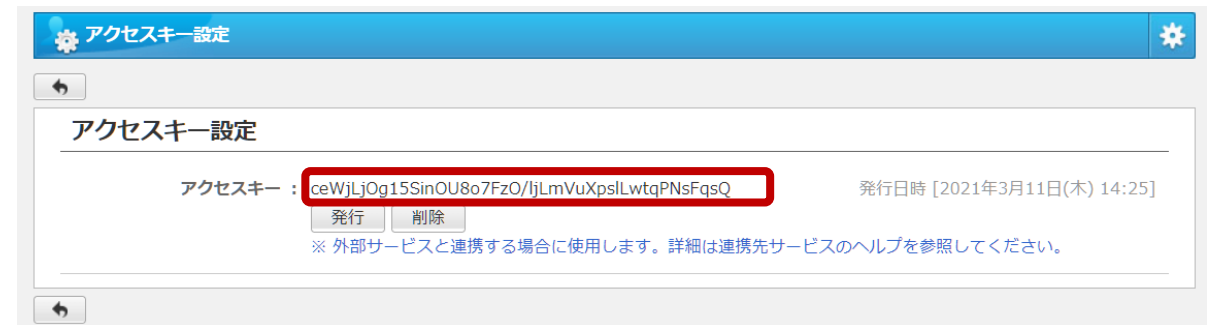 アクセスキー設定
アクセスキー設定
アクセスキー : ceWjLjOg15SinOU8o7FzO/ljLmVuXpslLwtqPNsFqsQ 発行日時 [2021年3月11日(木) 14:25]
発行 削除
※ 外部サービスと連携する場合に使用します。詳細は連携先サービスのヘルプを参照してください。